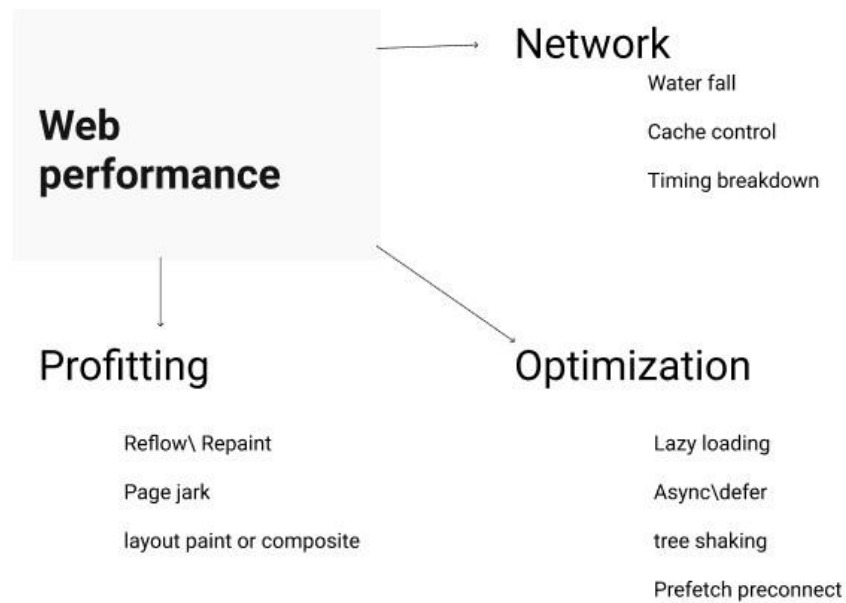 Web
performance
Network
Water fall
Cache control
Timing breakdown
Profitting
Reflow\ Repaint
Page jark
layout paint or composite
Optimization
Lazy loading
Async\defer
tree shaking
Prefetch preconnect